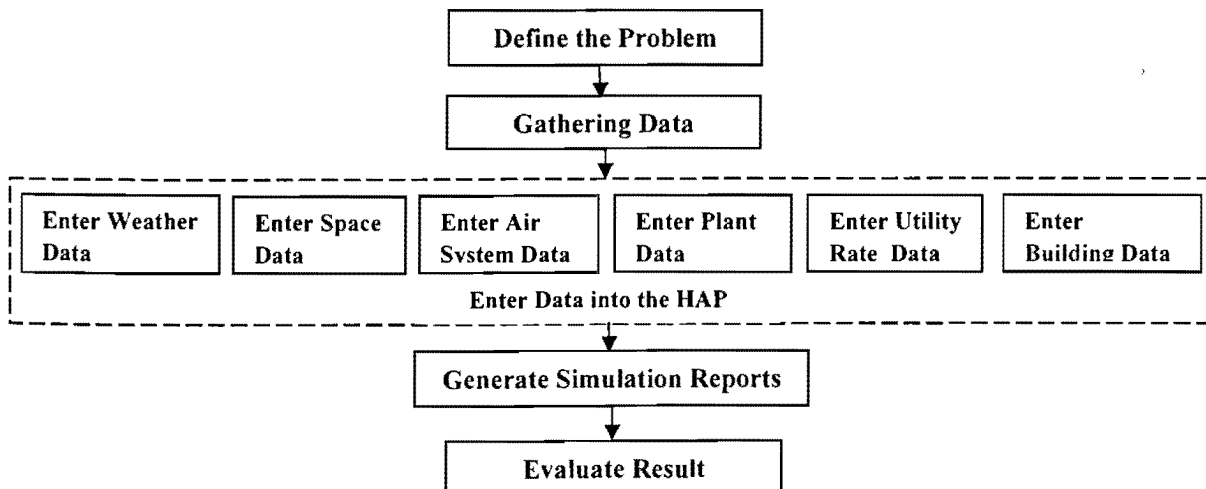 Define the Problem
Gathering Data
Enter Weather
Data
Enter Space
Data
Enter Air
System Data
Enter Plant
Data
Enter Utility
Rate Data
Enter
Building Data
Enter Data into the HAP
Generate Simulation Reports
Evaluate Result